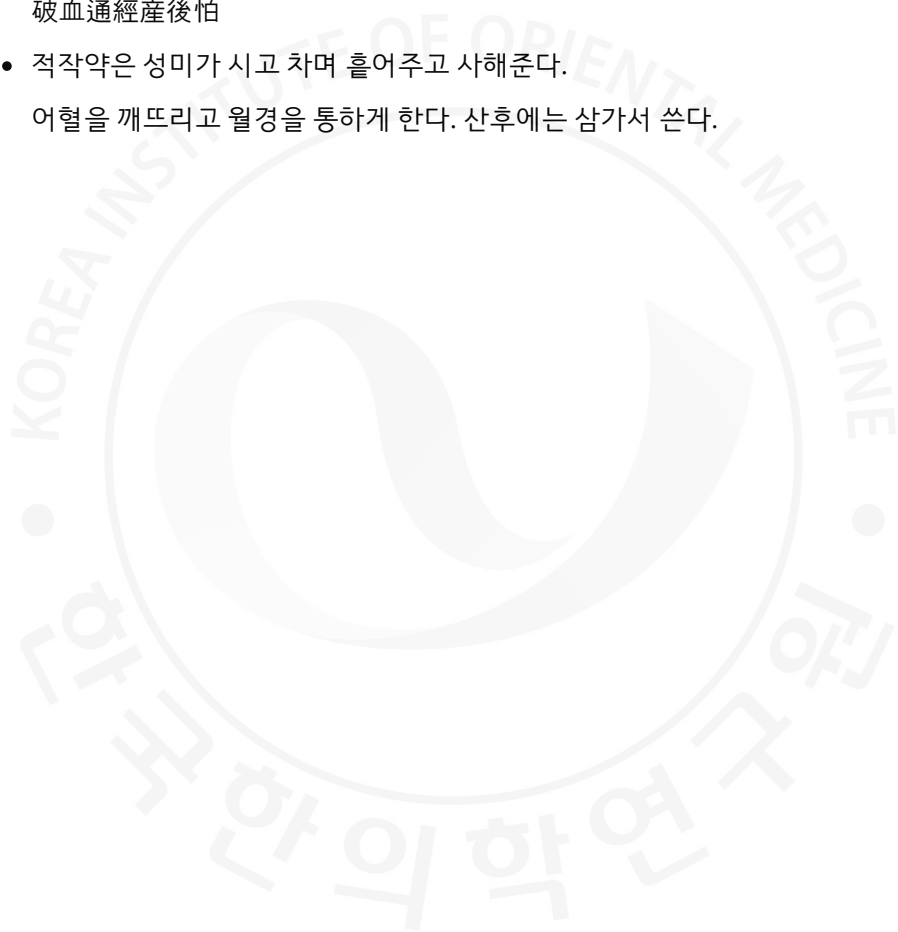 破血通經産後怕
• 적작약은 성미가 시고 차며 흩어주고 사해준다.
어혈을 깨뜨리고 월경을 통하게 한다. 산후에는 삼가서 쓴다.
KOREA INSTITUTE OF ORIENTAL MEDICINE
한국한의학연구원